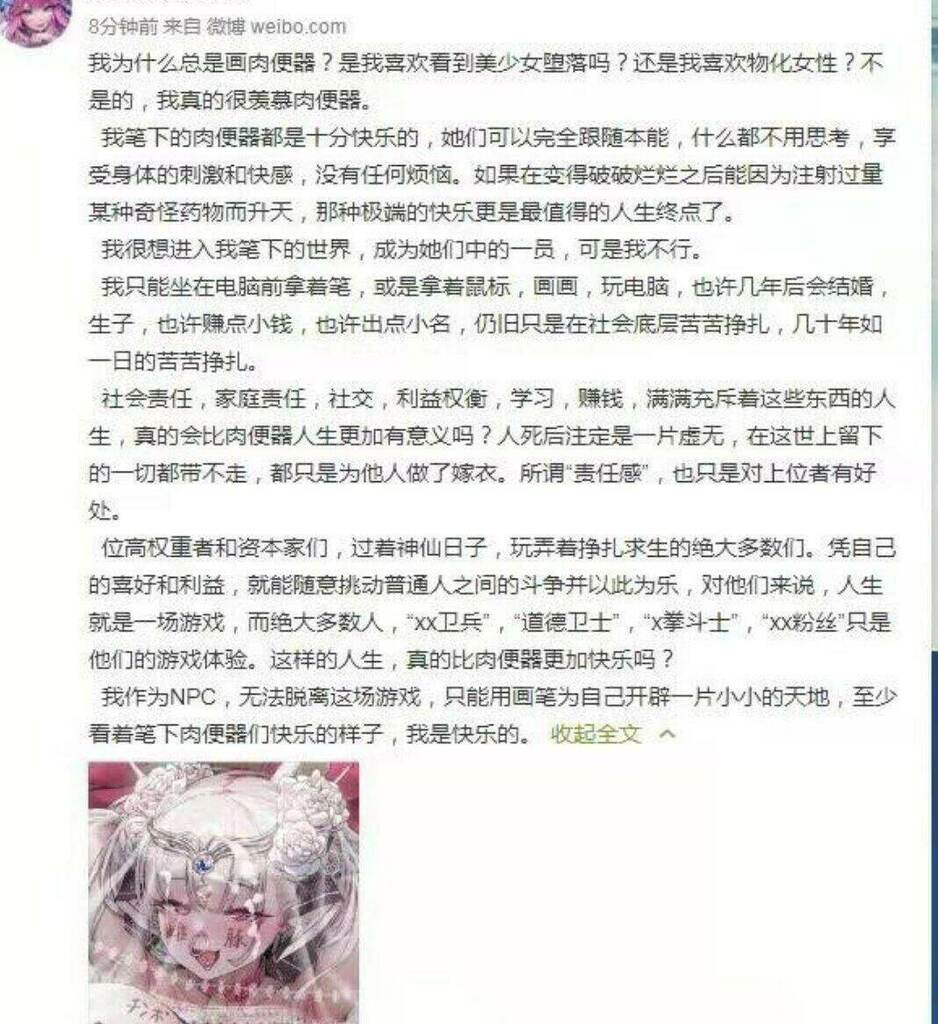 8分钟前 来自 微博 weibo.com
我为什么总是画肉便器？是我喜欢看到美少女堕落吗？还是我喜欢物化女性？不
是的，我真的很羡慕肉便器。
我笔下的肉便器都是十分快乐的，她们可以完全跟随本能，什么都不用思考，享
受身体的刺激和快感，没有任何烦恼。如果在变得破破烂烂之后能因为注射过量
某种奇怪药物而升天，那种极端的快乐更是最值得的人生终点了。
我很想进入我笔下的世界，成为她们中的一员，可是我不行。
我只能坐在电脑前拿着笔，或是拿着鼠标，画画，玩电脑，也许几年后会结婚，
生子，也许赚点小钱，也许出点小名，仍旧只是在社会底层苦苦挣扎，几十年如
一日的苦苦挣扎。
社会责任，家庭责任，社交，利益权衡，学习，赚钱，满满充斥着这些东西的人
生，真的会比肉便器人生更加有意义吗？人死后注定是一片虚无，在这世上留下
的一切都带不走，都只是为他人做了嫁衣。所谓“责任感”，也只是对上位者有好
处。
位高权重者和资本家们，过着神仙日子，玩弄着挣扎求生的绝大多数们。凭自己
的喜好和利益，就能随意挑动普通人之间的斗争并以此为乐，对他们来说，人生
就是一场游戏，而绝大多数人，“xx卫兵”，“道德卫士”，“x拳斗士”，“xx粉丝”只是
他们的游戏体验。这样的人生，真的比肉便器更加快乐吗？
我作为NPC，无法脱离这场游戏，只能用画笔为自己开辟一片小小的天地，至少
看着笔下肉便器们快乐的样子，我是快乐的。 收起全文